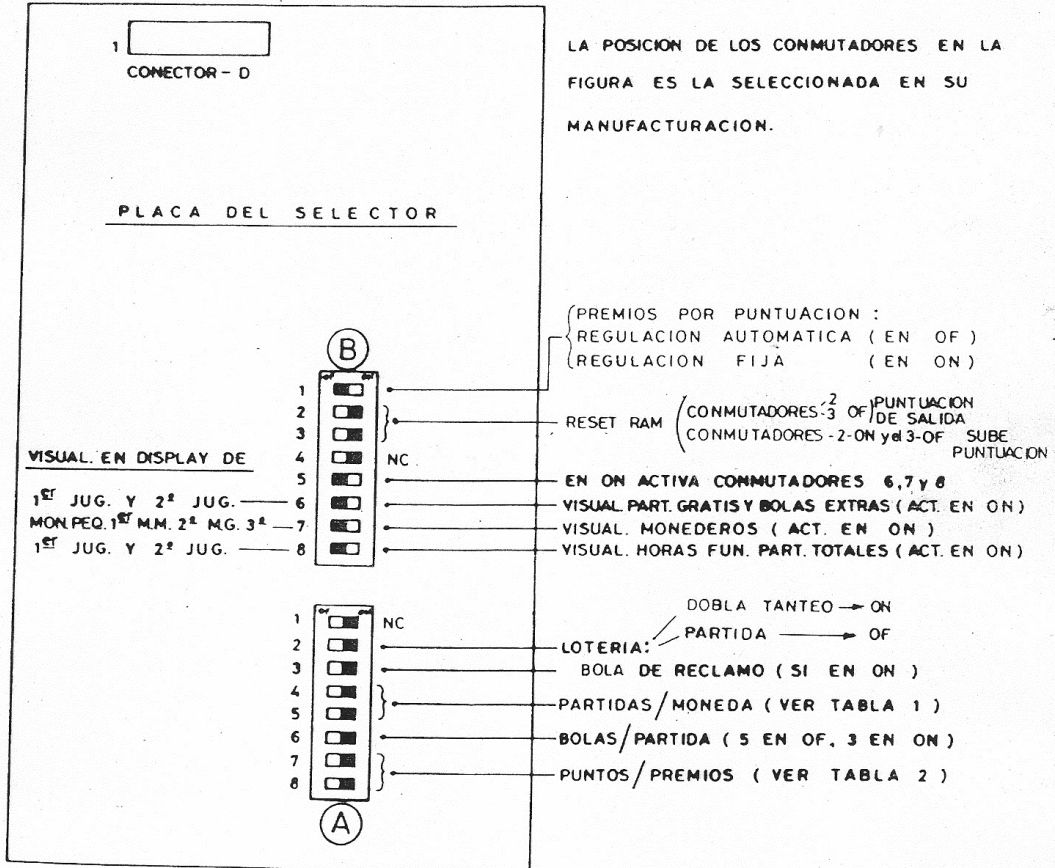 1
CONECTOR - D
LA POSICION DE LOS CONMUTADORES EN LA
FIGURA ES LA SELECCIONADA EN SU
MANUFACTURACION.
PLACA DEL SELECTOR
PREMIOS POR PUNTUACION :
REGULACION AUTOMATICA ( EN OF )
REGULACION FIJA ( EN ON )
B
1
2
3
4 NC
5
6
7
8
RESET RAM
CONMUTADORES-2 3 OF PUNTUACION DE SALIDA
CONMUTADORES - 2-ON y el 3-OF SUBE PUNTUACION
VISUAL. EN DISPLAY DE
1er JUG. Y 2º JUG.
MON. PEQ. 1er M.M. 2º M.G. 3º
1er JUG. Y 2º JUG.
EN ON ACTIVA CONMUTADORES 6,7 y 8
VISUAL. PART. GRATIS Y BOLAS EXTRAS ( ACT. EN ON )
VISUAL. MONEDEROS ( ACT. EN ON )
VISUAL. HORAS FUN. PART. TOTALES ( ACT. EN ON )
1 NC
2
3
4
5
6
7
8
A
DOBLA TANTEO → ON
LOTERIA: PARTIDA → OF
BOLA DE RECLAMO ( SI EN ON )
PARTIDAS/MONEDA ( VER TABLA 1 )
BOLAS/PARTIDA ( 5 EN OF, 3 EN ON )
PUNTOS/PREMIOS ( VER TABLA 2 )